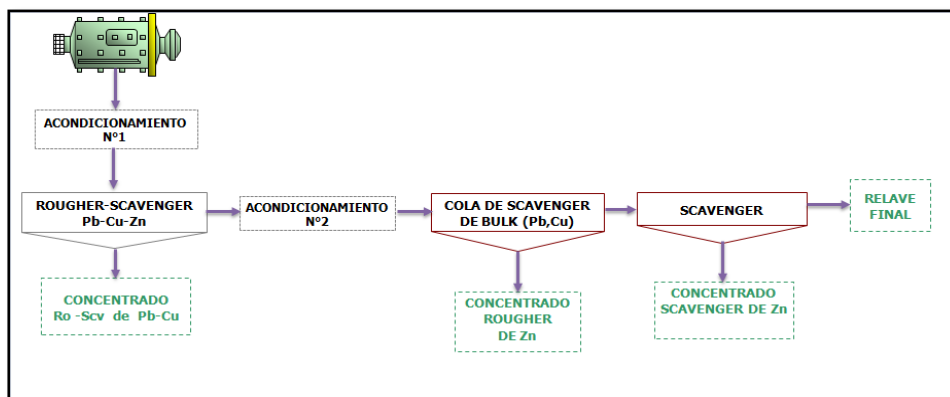 ACONDICIONAMIENTO
N°1
ROUGHER-SCAVENGER
Pb-Cu-Zn
ACONDICIONAMIENTO
N°2
COLA DE SCAVENGER
DE BULK (Pb,Cu)
SCAVENGER
RELAVE
FINAL
CONCENTRADO
Ro -Scv de Pb-Cu
CONCENTRADO
ROUGHER
DE Zn
CONCENTRADO
SCAVENGER DE Zn